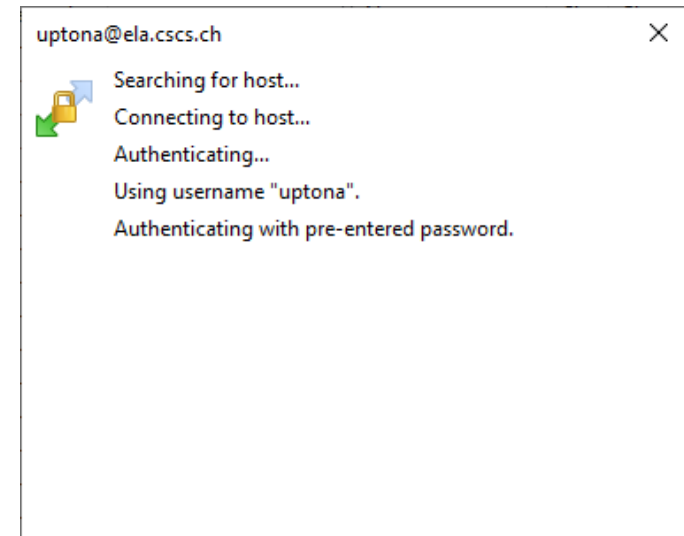 uptona@ela.cscs.ch
Searching for host...
Connecting to host...
Authenticating...
Using username "uptona".
Authenticating with pre-entered password.